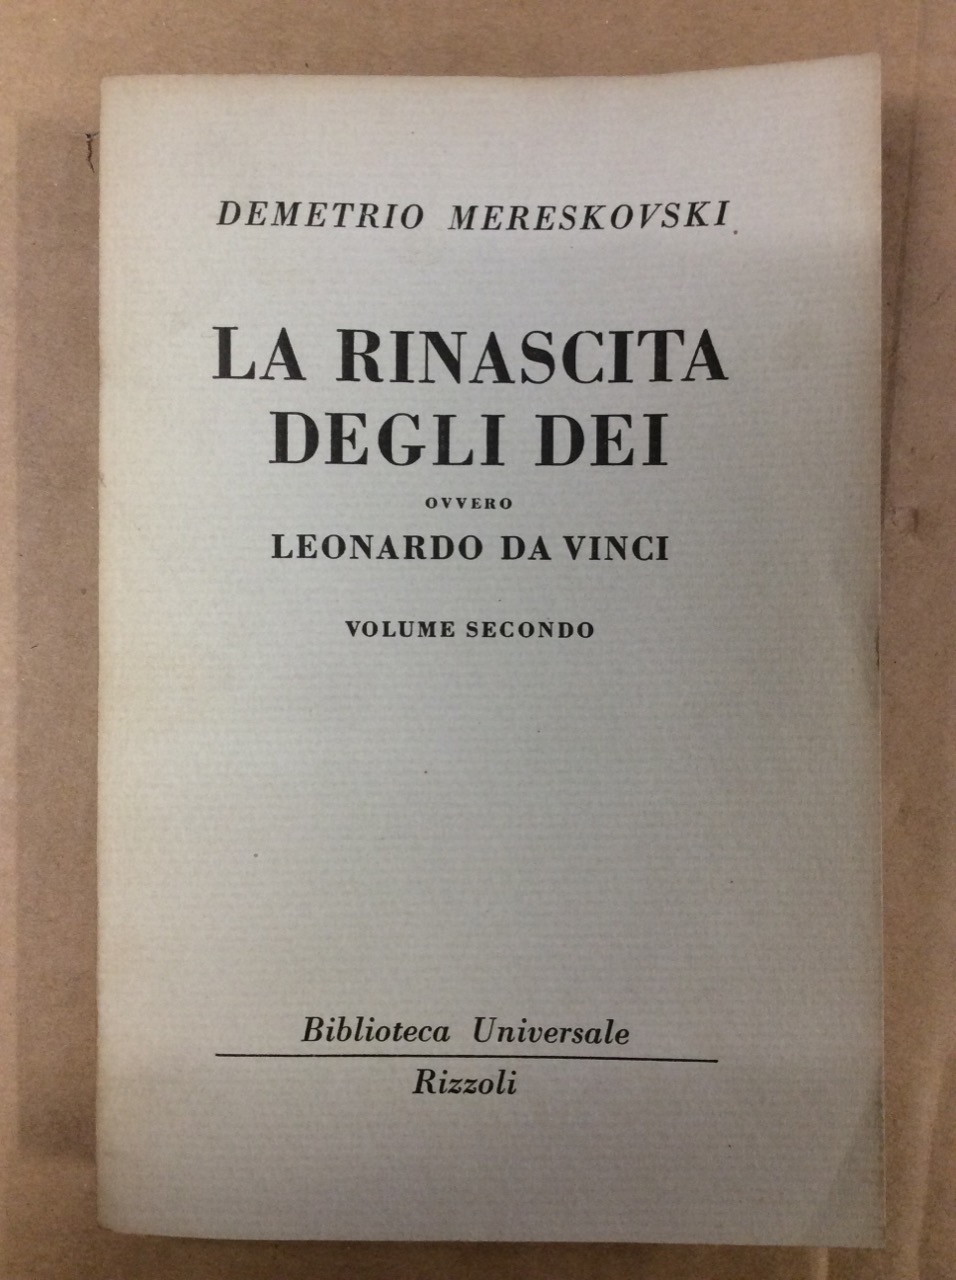 DEMETRIO MERESKOVSKI
LA RINASCITA
DEGLI DEI
OVVERO
LEONARDO DA VINCI
VOLUME SECONDO
Biblioteca Universale
Rizzoli